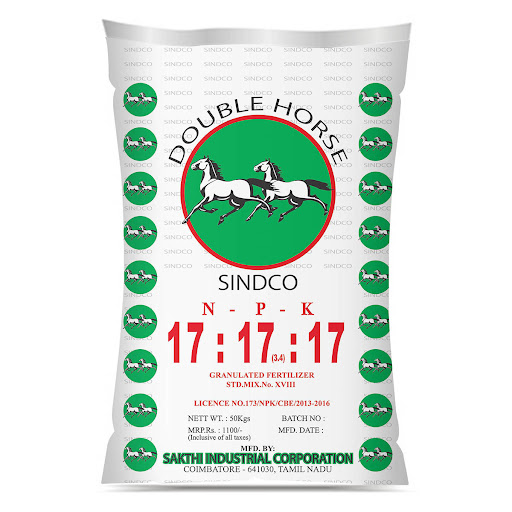 DOUBLE HORSE
SINDCO
N - P - K
17 : 17 : 17
(3.4)
GRANULATED FERTILIZER
STD.MIX.No. XVIII
LICENCE NO.173/NPK/CBE/2013-2016
NETT WT. : 50Kgs BATCH NO :
MRP.Rs. : 1100/- MFD. DATE :
(Inclusive of all taxes)
MFD. BY:
SAKTHI INDUSTRIAL CORPORATION
COIMBATORE - 641030, TAMIL NADU